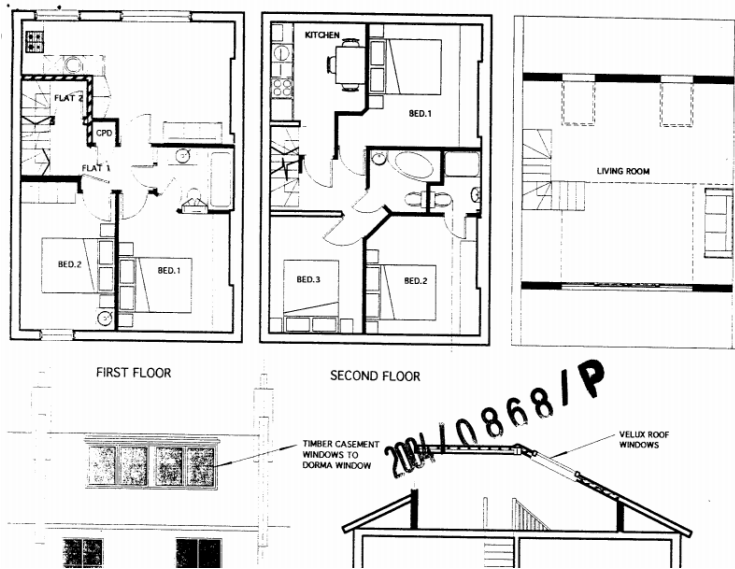 FLAT 2
CPD
FLAT 1
BED.2
BED.1
KITCHEN
BED.1
BED.3
BED.2
LIVING ROOM
FIRST FLOOR
SECOND FLOOR
2004/0868/P
TIMBER CASEMENT
WINDOWS TO
DORMA WINDOW
VELUX ROOF
WINDOWS